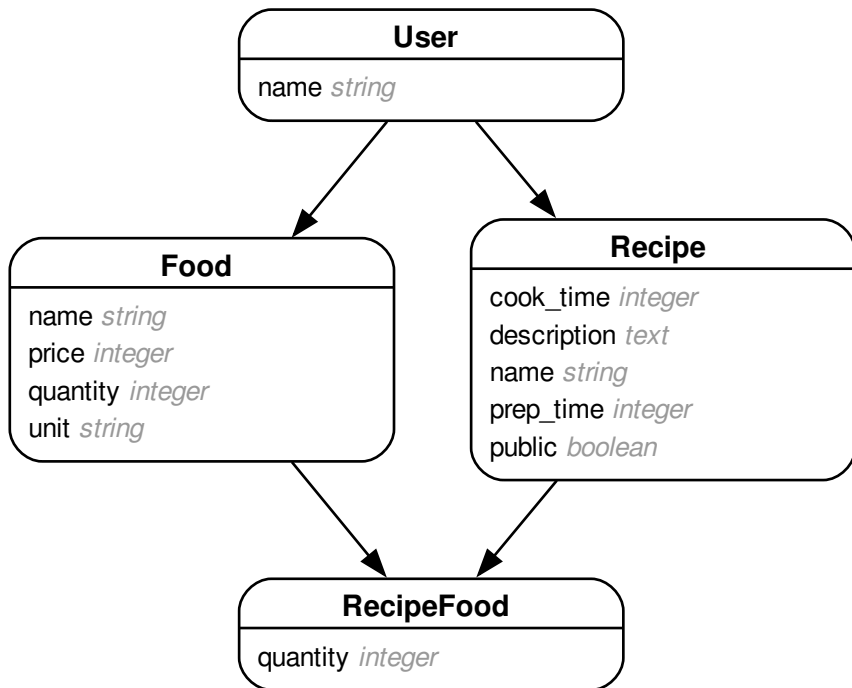 User
name string
Food
name string
price integer
quantity integer
unit string
Recipe
cook_time integer
description text
name string
prep_time integer
public boolean
RecipeFood
quantity integer